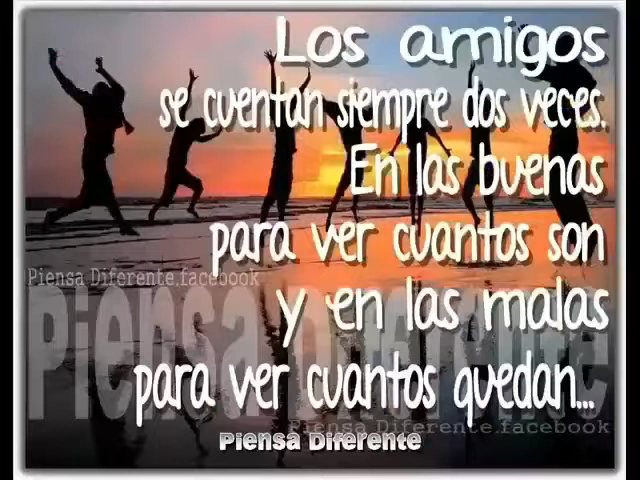 Los amigos
se cuentan siempre dos veces.
En las buenas
para ver cuantos son
Piensa Diferente.facebook
y en las malas
Piensa Diferente
para ver cuantos quedan...
Piensa Diferente.facebook
Piensa Diferente